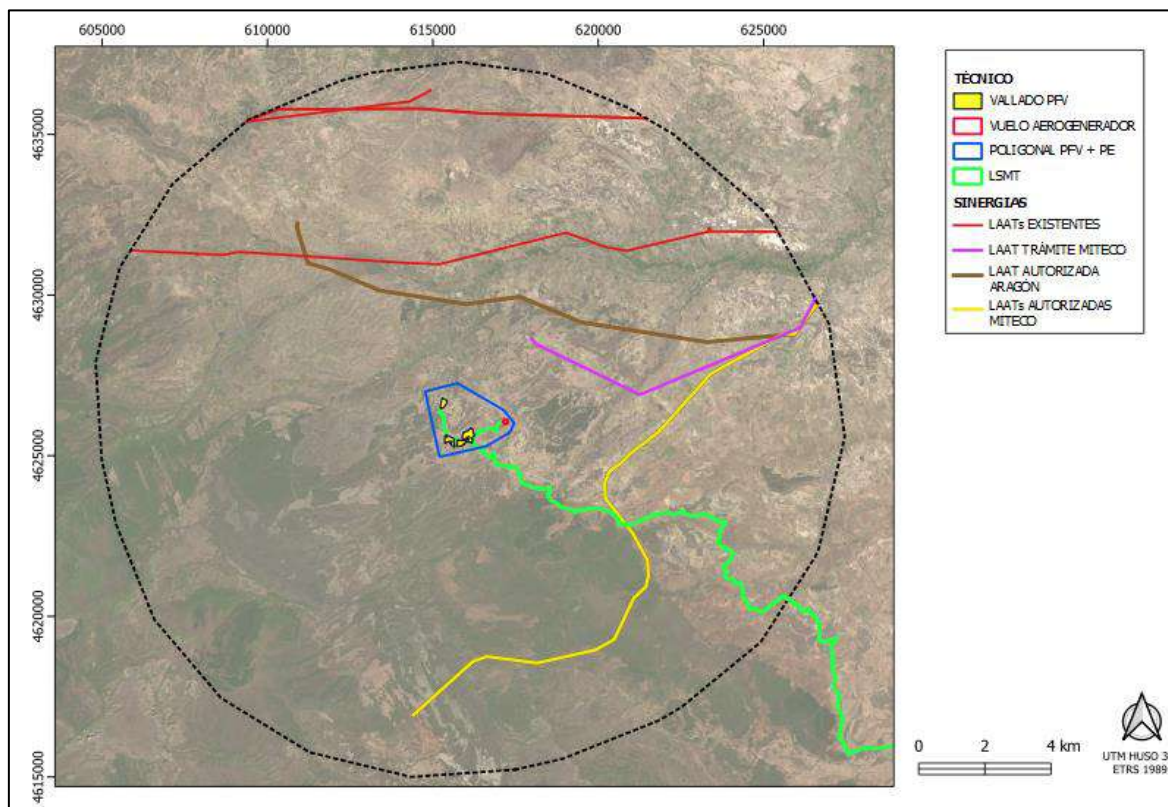 605000 610000 615000 620000 625000
4635000
4630000
4625000
4620000
4615000
TÉCNICO
VALLADO PFV
VUELO AEROGENERADOR
POLIGONAL PFV + PE
LSMT
SINERGIAS
LAATs EXISTENTES
LAAT TRÁMITE MITECO
LAAT AUTORIZADA
ARAGÓN
LAATs AUTORIZADAS
MITECO
0 2 4 km
UTM HUSO 3
ETRS 1989